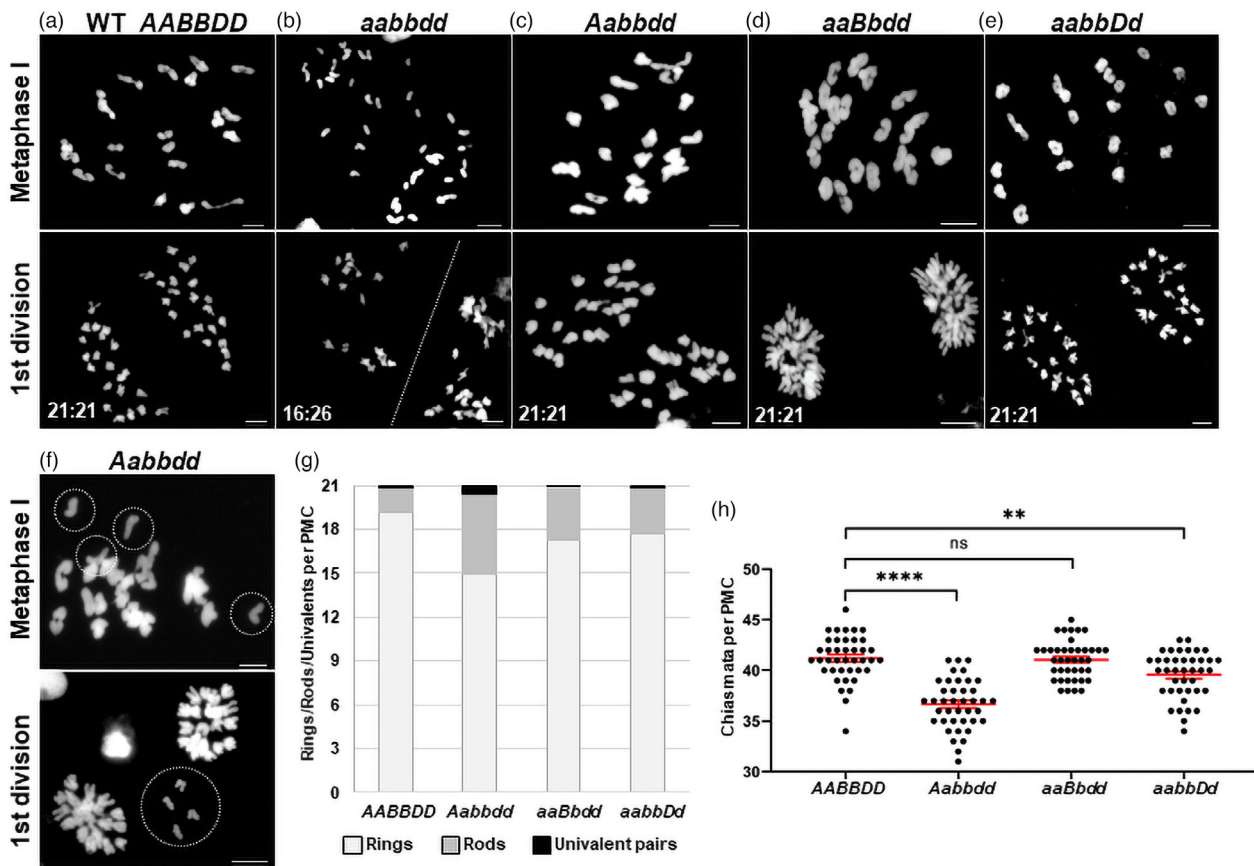 (a) WT AABBDD (b) aabbdd (c) Aabbdd (d) aaBbdd (e) aabbDd
Metaphase I
1st division
21:21 16:26 21:21 21:21 21:21
(f) Aabbdd
Metaphase I
1st division
(g)
Rings/Rods/Univalents per PMC
21
18
15
12
9
6
3
0
AABBDD Aabbdd aaBbdd aabbDd
Rings Rods Univalent pairs
(h)
**
ns
****
Chiasmata per PMC
50
45
40
35
30
AABBDD Aabbdd aaBbdd aabbDd